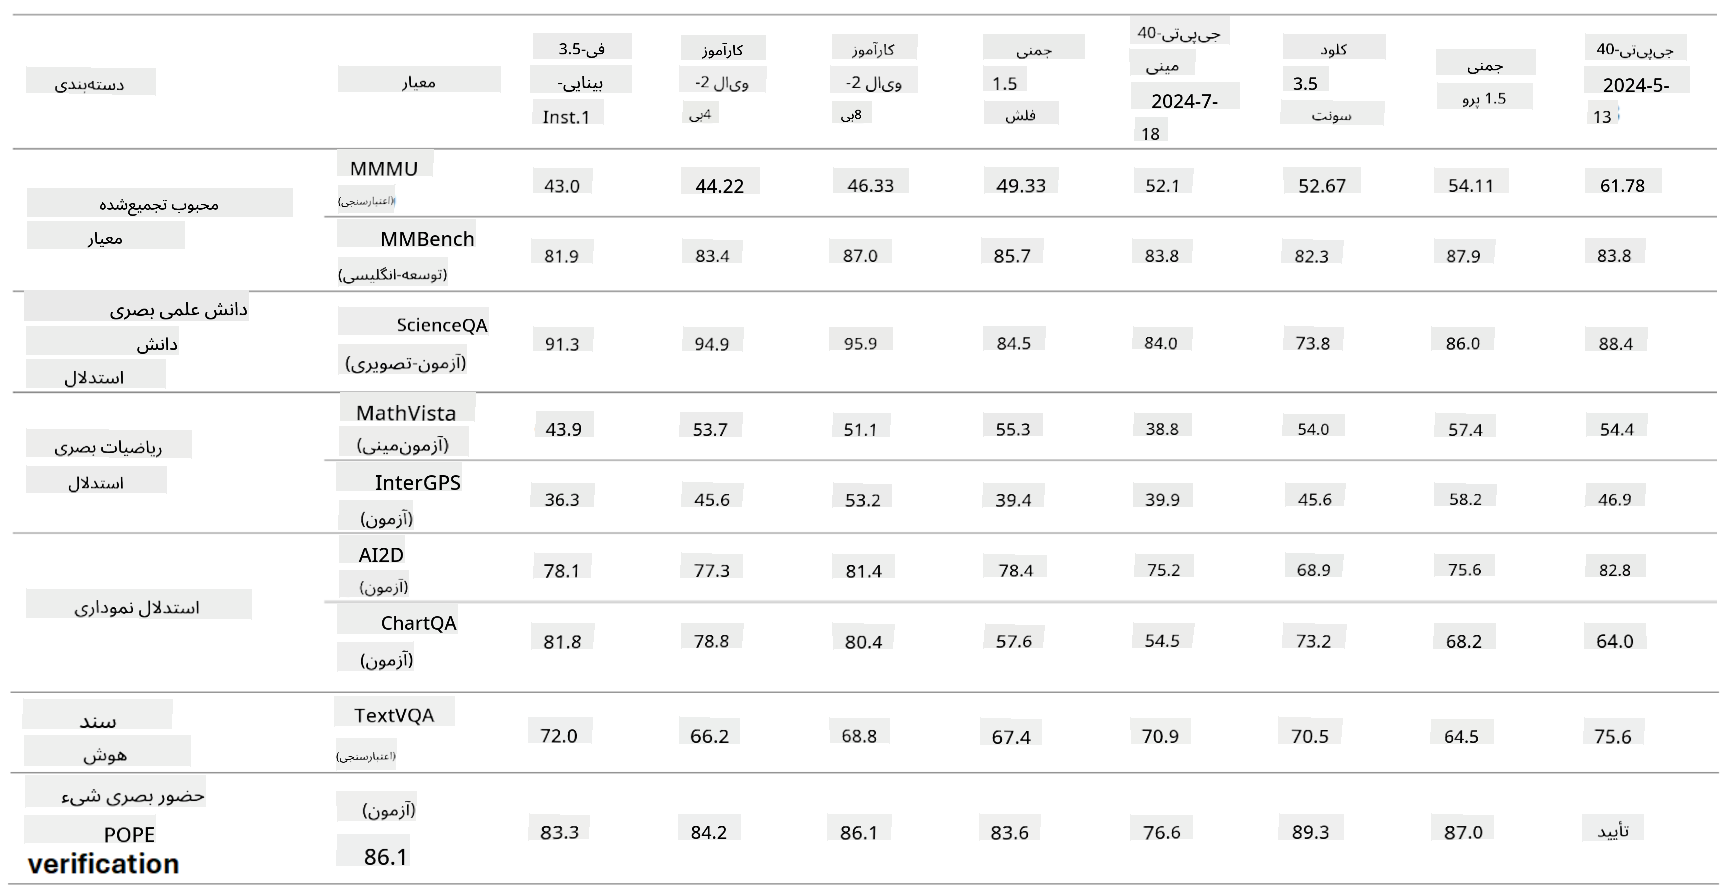 دسته‌بندی
معیار
فی-3.5
بینایی-
Inst.1
کارآموز
وی‌ال 2-
4بی
کارآموز
وی‌ال 2-
8بی
جمنی
1.5
فلش
جی‌پی‌تی-40
مینی
2024-7-
18
کلود
3.5
سونت
جمنی
1.5 پرو
جی‌پی‌تی-40
2024-5-
13
محبوب تجمیع‌شده
معیار
MMMU
(اعتبارسنجی)
43.0 44.22 46.33 49.33 52.1 52.67 54.11 61.78
MMBench
(توسعه-انگلیسی)
81.9 83.4 87.0 85.7 83.8 82.3 87.9 83.8
دانش علمی بصری
دانش
استدلال
ScienceQA
(آزمون-تصویری)
91.3 94.9 95.9 84.5 84.0 73.8 86.0 88.4
ریاضیات بصری
استدلال
MathVista
(آزمون‌مینی)
43.9 53.7 51.1 55.3 38.8 54.0 57.4 54.4
InterGPS
(آزمون)
36.3 45.6 53.2 39.4 39.9 45.6 58.2 46.9
استدلال نموداری
AI2D
(آزمون)
78.1 77.3 81.4 78.4 75.2 68.9 75.6 82.8
ChartQA
(آزمون)
81.8 78.8 80.4 57.6 54.5 73.2 68.2 64.0
سند
هوش
TextVQA
(اعتبارسنجی)
72.0 66.2 68.8 67.4 70.9 70.5 64.5 75.6
حضور بصری شیء
POPE
verification
(آزمون)
86.1
83.3 84.2 86.1 83.6 76.6 89.3 87.0 تأیید